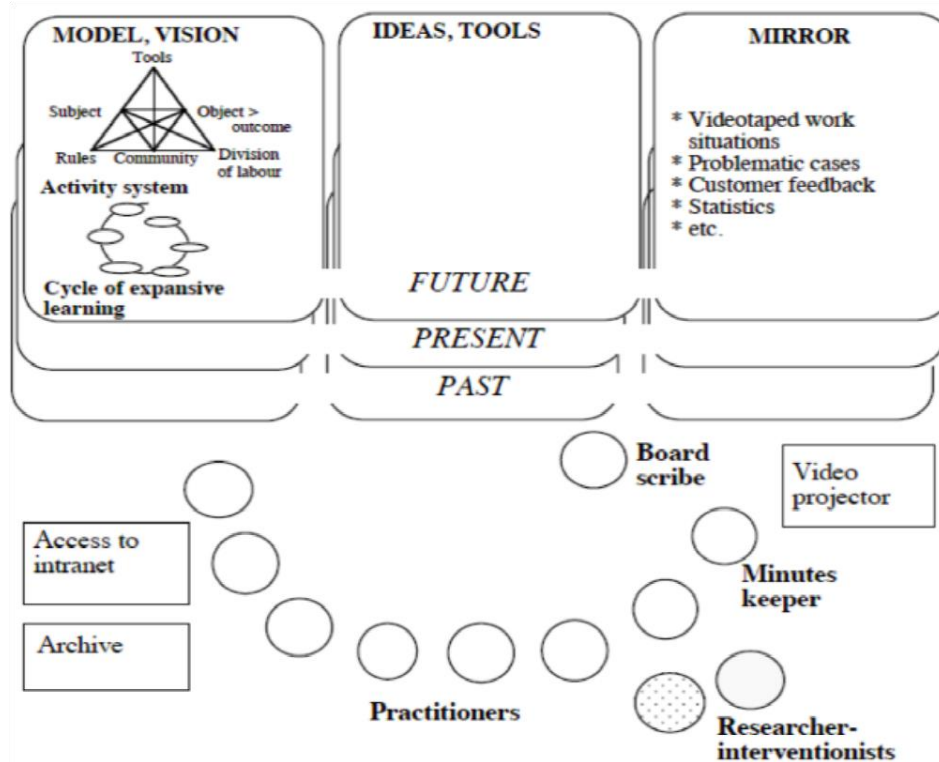 MODEL, VISION
Tools
Subject
Object >
outcome
Rules
Community
Division
of labour
Activity system
Cycle of expansive
learning
IDEAS, TOOLS
MIRROR
* Videotaped work
situations
* Problematic cases
* Customer feedback
* Statistics
* etc.
FUTURE
PRESENT
PAST
Board
scribe
Video
projector
Access to
intranet
Minutes
keeper
Archive
Practitioners
Researcher-
interventionists